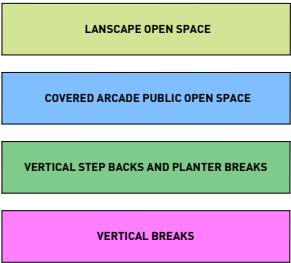 LANSCAPE OPEN SPACE
COVERED ARCADE PUBLIC OPEN SPACE
VERTICAL STEP BACKS AND PLANTER BREAKS
VERTICAL BREAKS